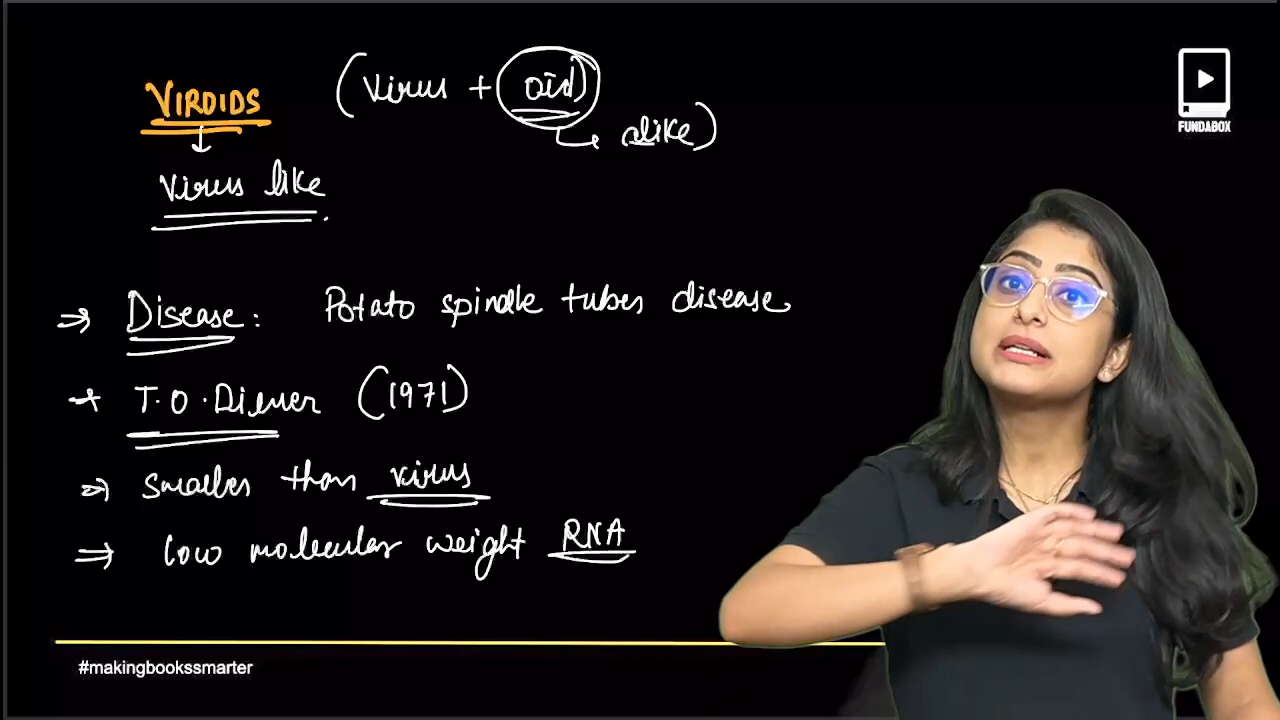 VIROIDS (virus + oid)
alike)
Virus like
FUNDABOX
⇒ Disease: Potato spindle tuber disease
→ T.O. Diener (1971)
⇒ Smaller than virus
⇒ low molecular weight RNA
#makingbookssmarter